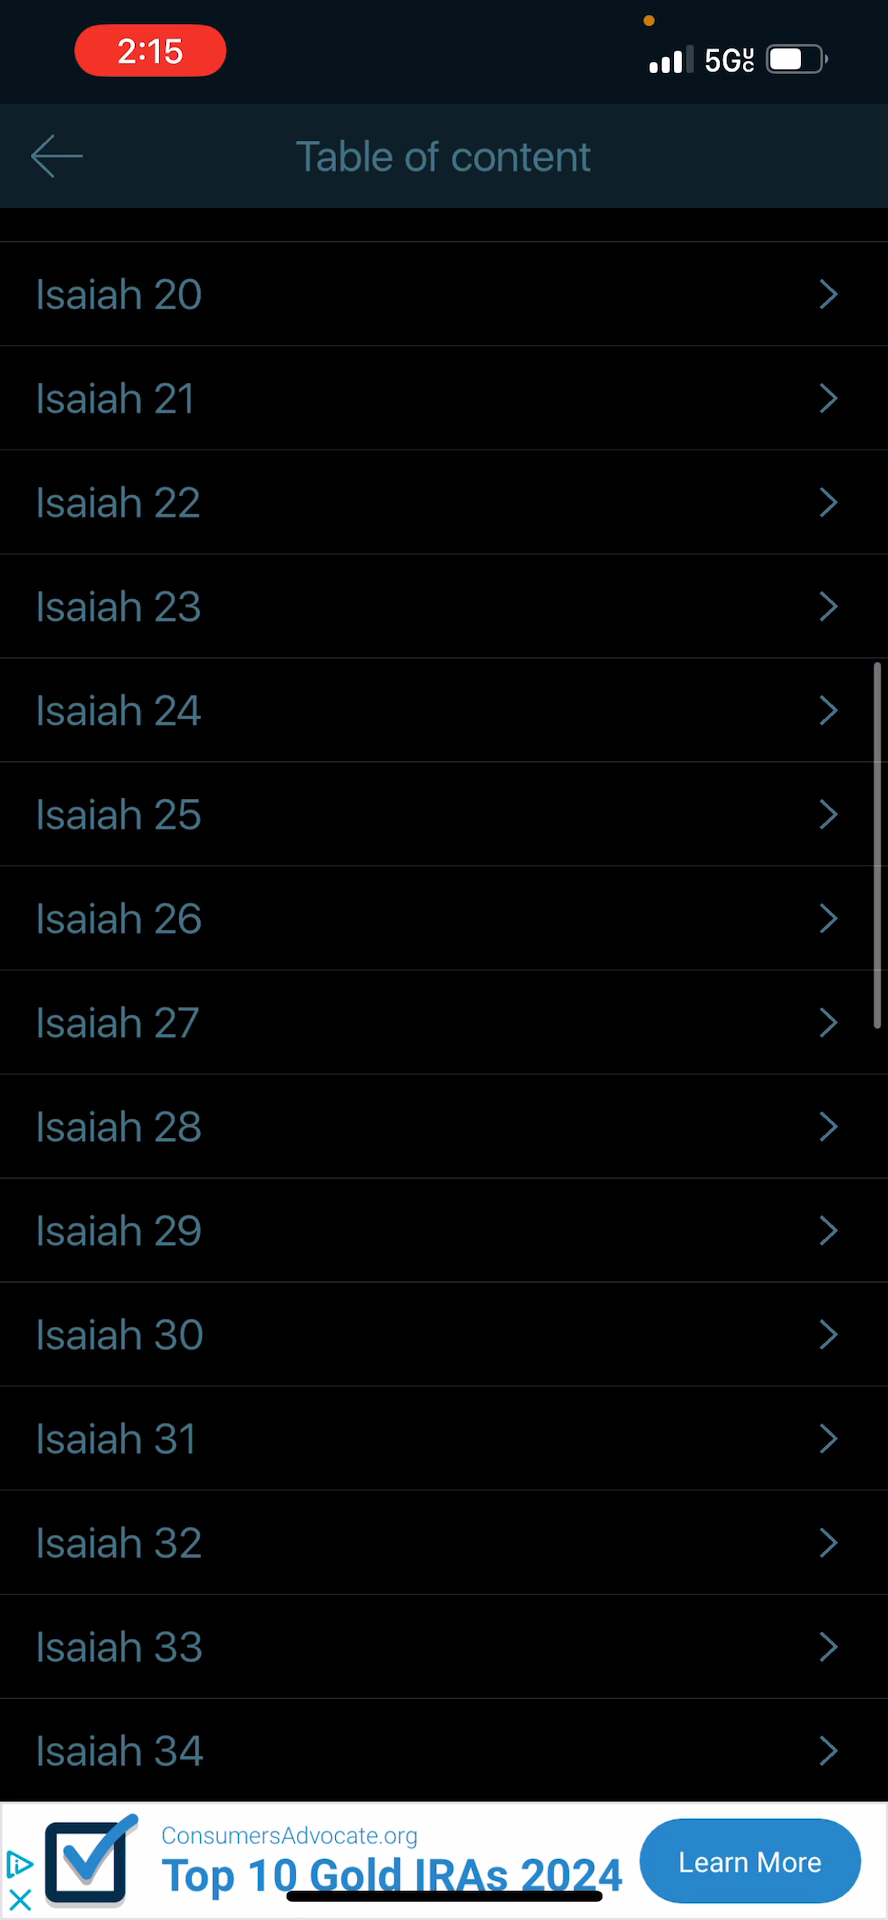 2:15
5GUC
Table of content
Isaiah 20
Isaiah 21
Isaiah 22
Isaiah 23
Isaiah 24
Isaiah 25
Isaiah 26
Isaiah 27
Isaiah 28
Isaiah 29
Isaiah 30
Isaiah 31
Isaiah 32
Isaiah 33
Isaiah 34
ConsumersAdvocate.org
Top 10 Gold IRAs 2024
Learn More